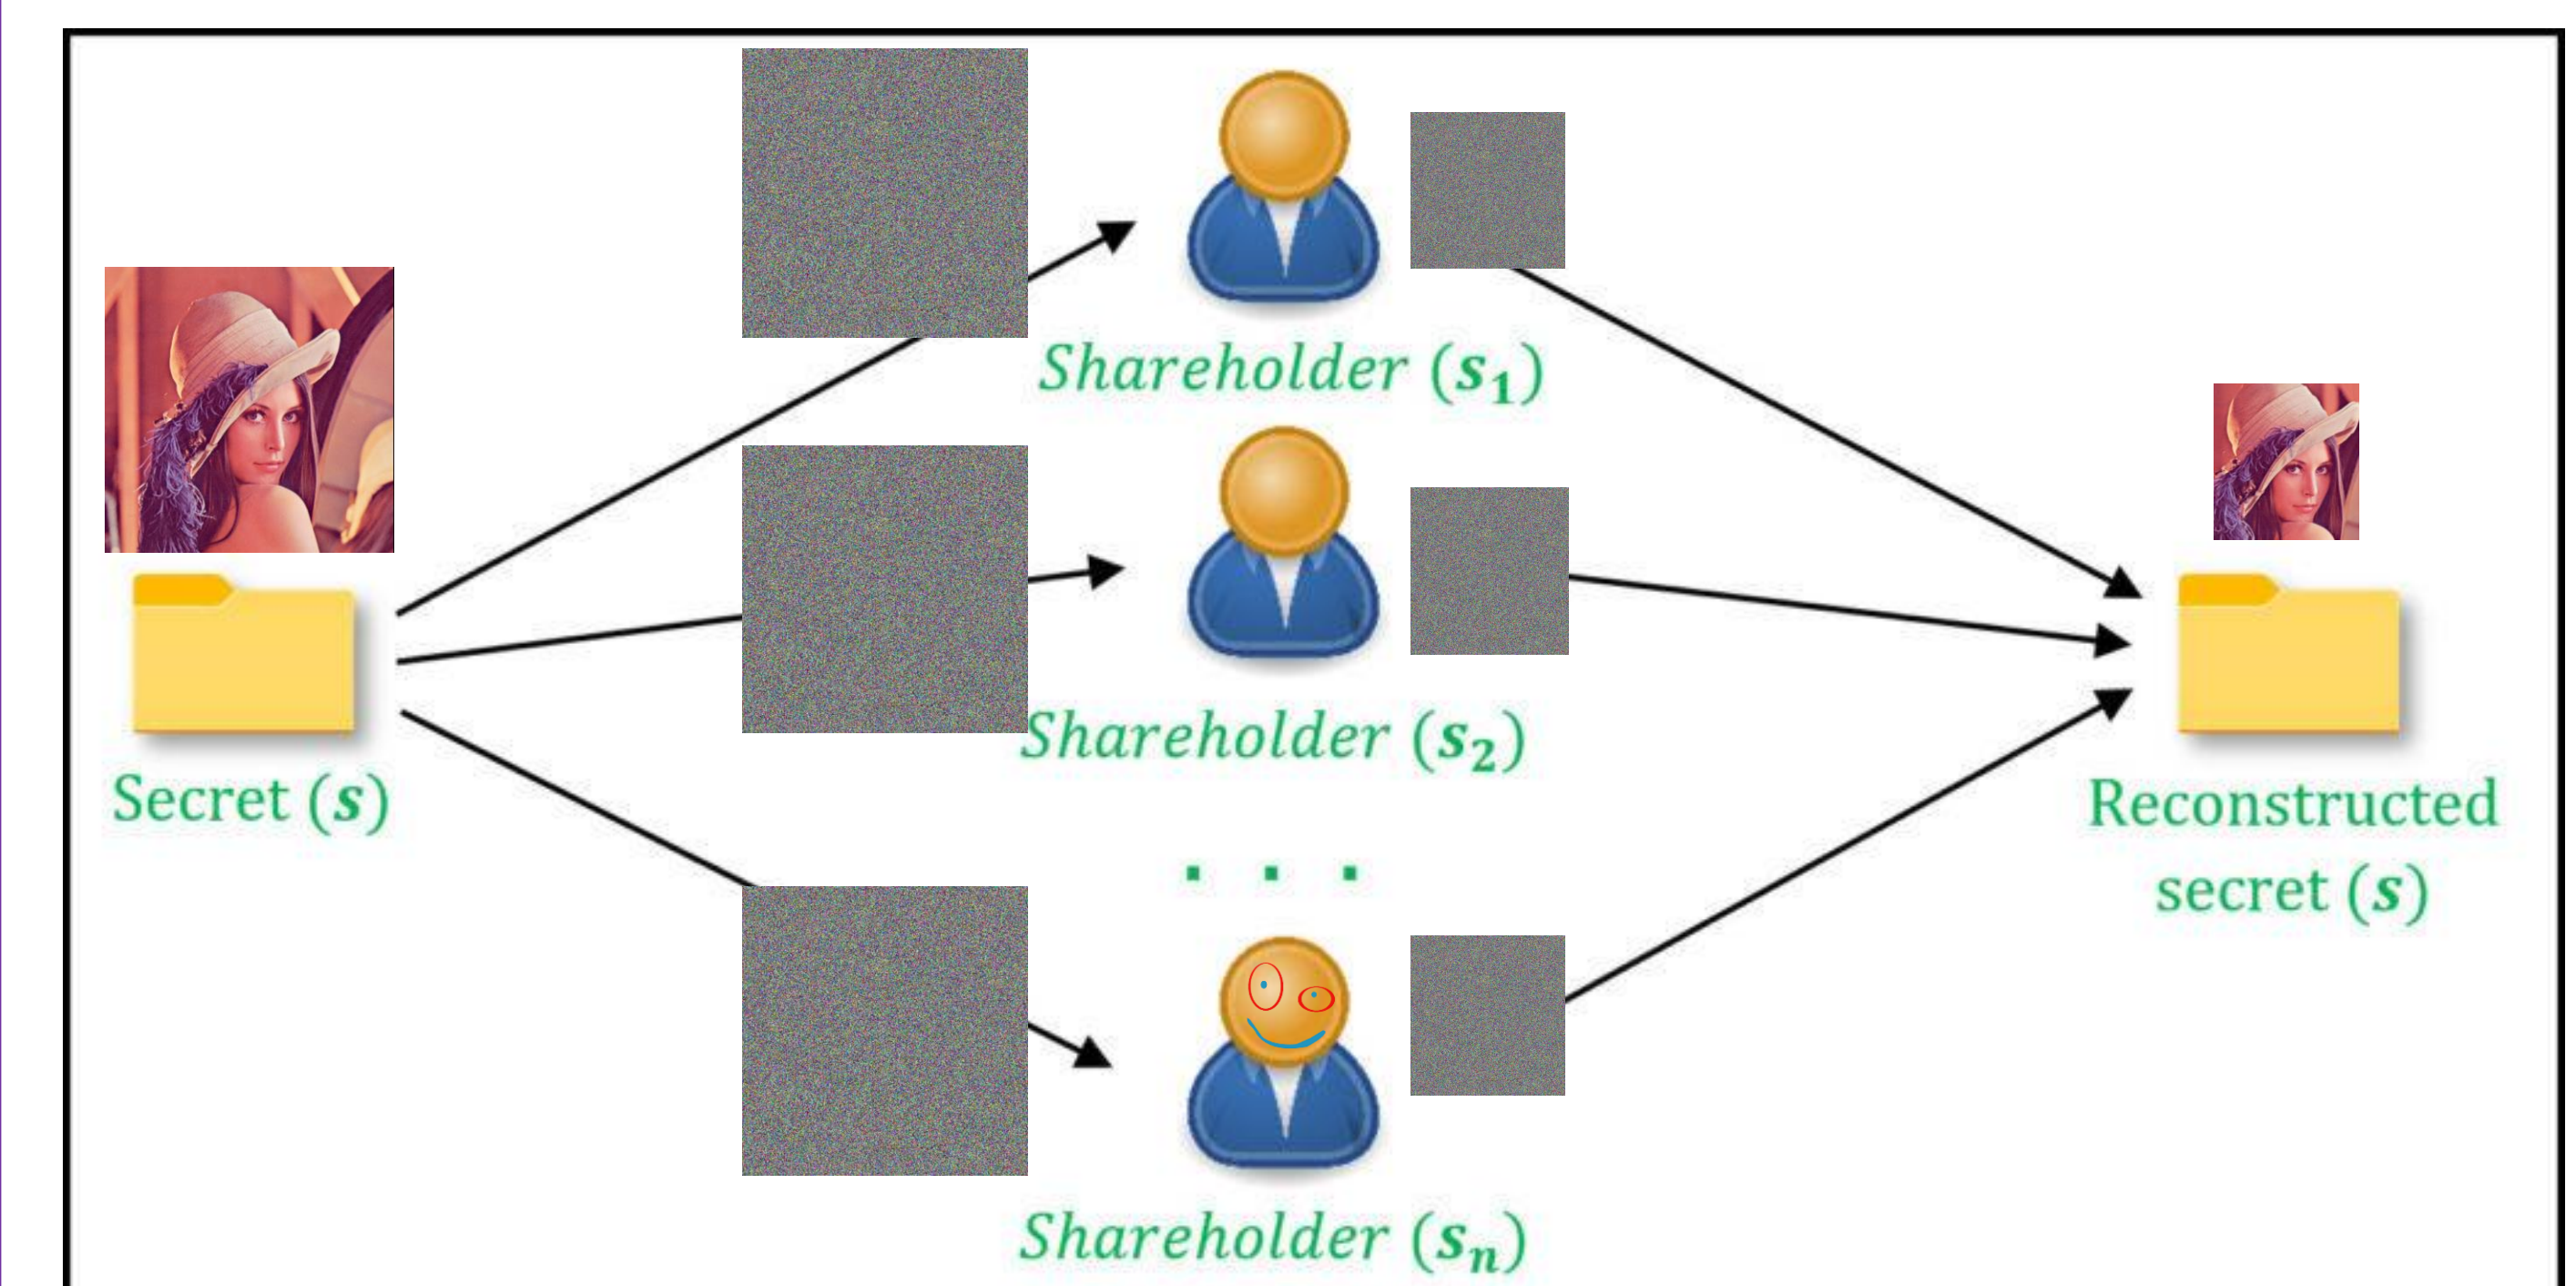 Shareholder (s₁)
Shareholder (s₂)
Secret (s)
Reconstructed
secret (s)
. . .
Shareholder (sₙ)